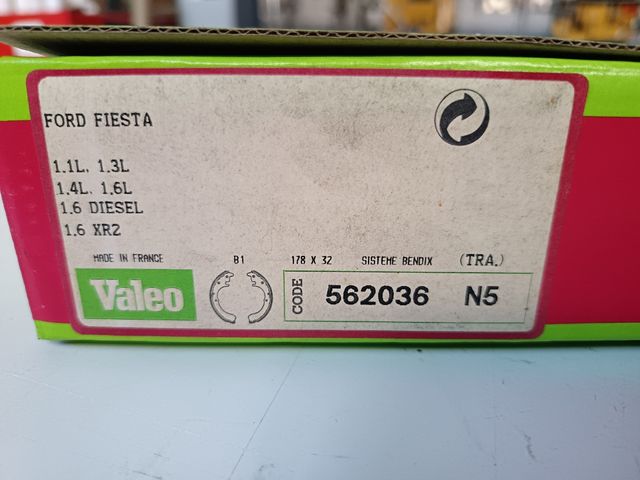 FORD FIESTA
1.1L. 1.3L
1.4L. 1.6L
1.6 DIESEL
1.6 XR2
MADE IN FRANCE B1 178 X 32 SISTEME BENDIX (TRA.)
Valeo CODE 562036 N5